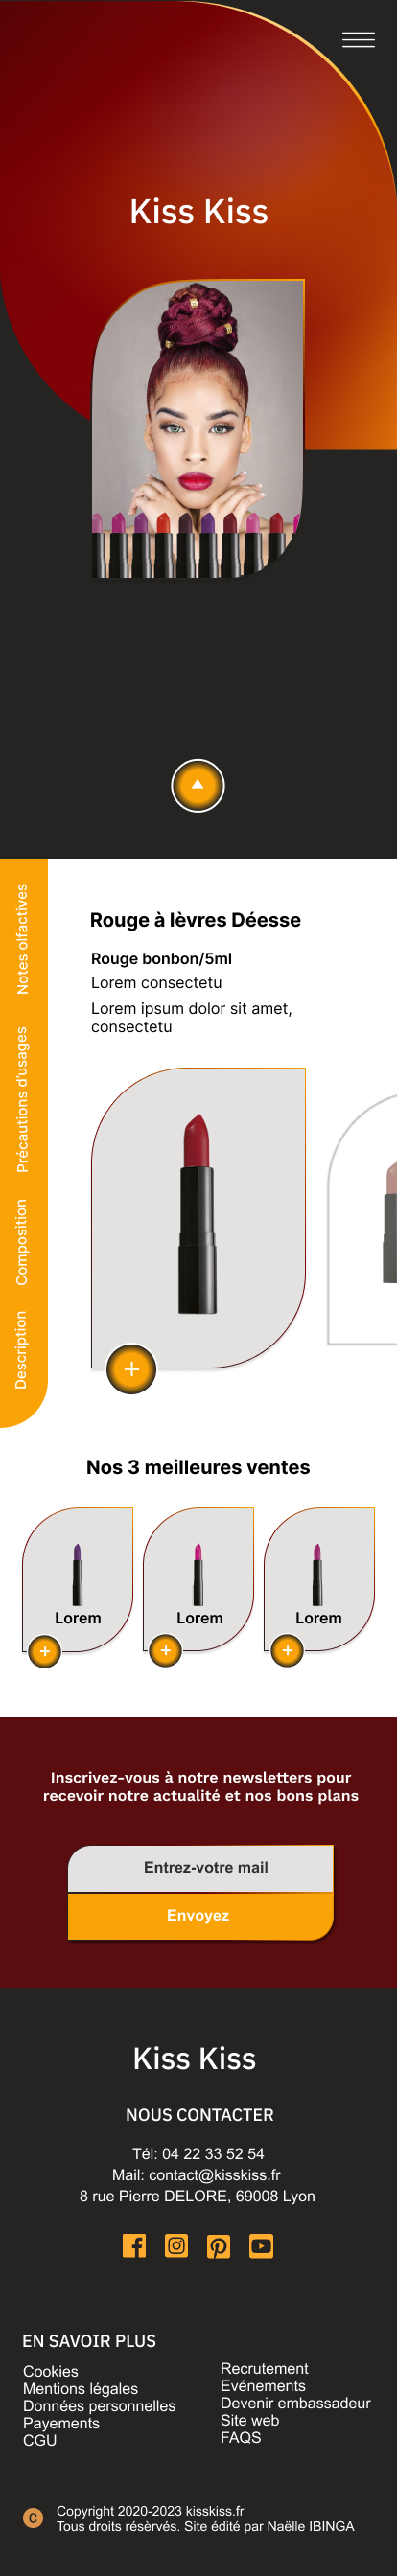 Kiss Kiss
Notes olfactives
Précautions d'usages
Composition
Description
Rouge à lèvres Déesse
Rouge bonbon/5ml
Lorem consectetu
Lorem ipsum dolor sit amet,
consectetu
Nos 3 meilleures ventes
Lorem
Lorem
Lorem
Inscrivez-vous à notre newsletters pour
recevoir notre actualité et nos bons plans
Entrez-votre mail
Envoyez
Kiss Kiss
NOUS CONTACTER
Tél: 04 22 33 52 54
Mail: contact@kisskiss.fr
8 rue Pierre DELORE, 69008 Lyon
EN SAVOIR PLUS
Cookies
Mentions légales
Données personnelles
Payements
CGU
Recrutement
Evénements
Devenir embassadeur
Site web
FAQS
C
Copyright 2020-2023 kisskiss.fr
Tous droits résèrvés. Site édité par Naëlle IBINGA